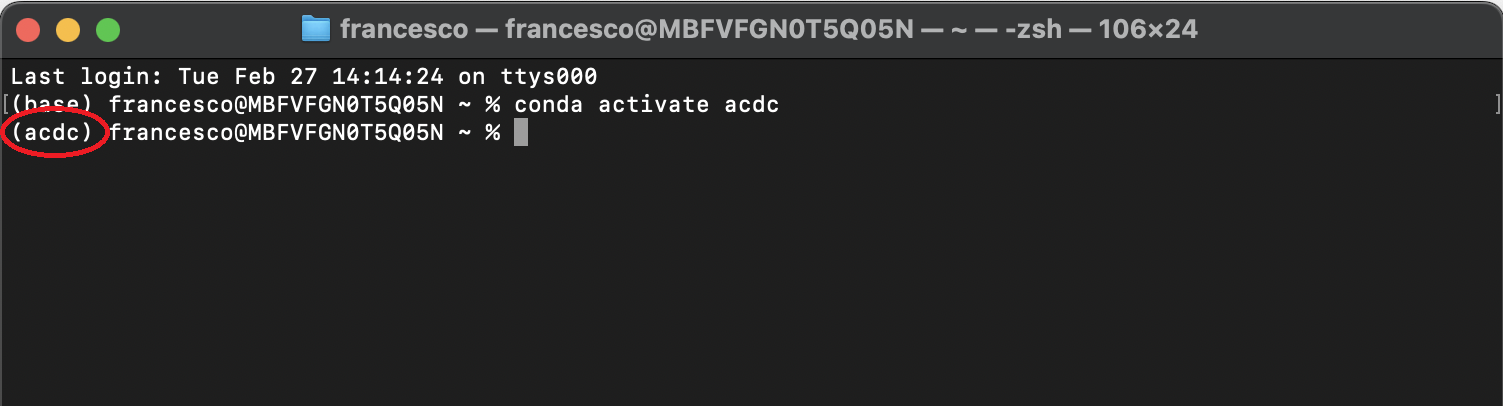 francesco — francesco@MBFVFGN0T5Q05N — ~ — -zsh — 106×24
Last login: Tue Feb 27 14:14:24 on ttys000
[(base) francesco@MBFVFGN0T5Q05N ~ % conda activate acdc ]
(acdc) francesco@MBFVFGN0T5Q05N ~ %